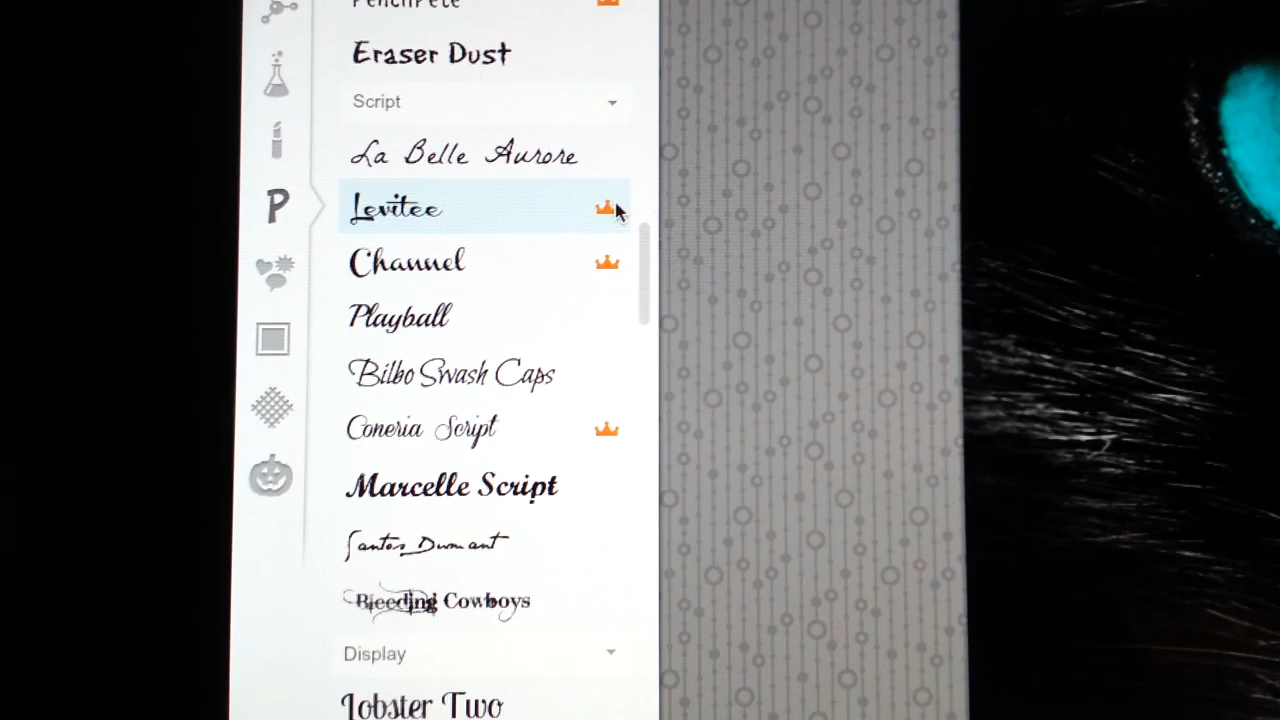 PencilPete
Eraser Dust
Script
La Belle Aurore
Levitee
P
Channel
Playball
Bilbo Swash Caps
Coneria Script
Marcelle Script
Santos Dumont
Bleeding Cowboys
Display
Lobster Two